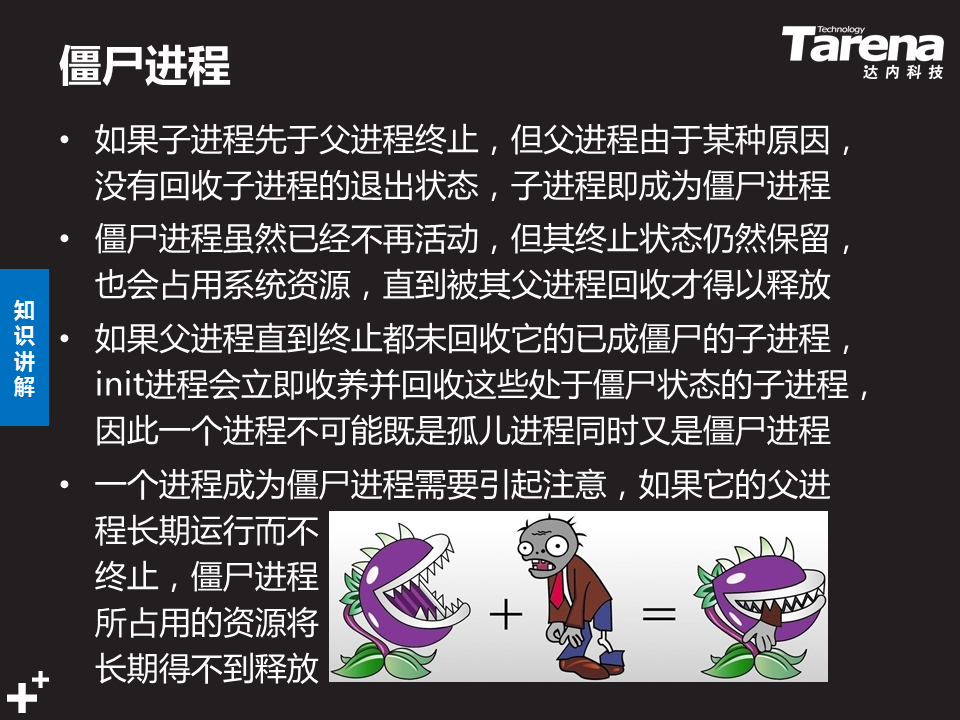 僵尸进程
Technology
Tarena
达内科技
• 如果子进程先于父进程终止，但父进程由于某种原因，
没有回收子进程的退出状态，子进程即成为僵尸进程
• 僵尸进程虽然已经不再活动，但其终止状态仍然保留，
也会占用系统资源，直到被其父进程回收才得以释放
知识讲解
• 如果父进程直到终止都未回收它的已成僵尸的子进程，
init进程会立即收养并回收这些处于僵尸状态的子进程，
因此一个进程不可能既是孤儿进程同时又是僵尸进程
• 一个进程成为僵尸进程需要引起注意，如果它的父进
程长期运行而不
终止，僵尸进程
所占用的资源将
长期得不到释放
+ =